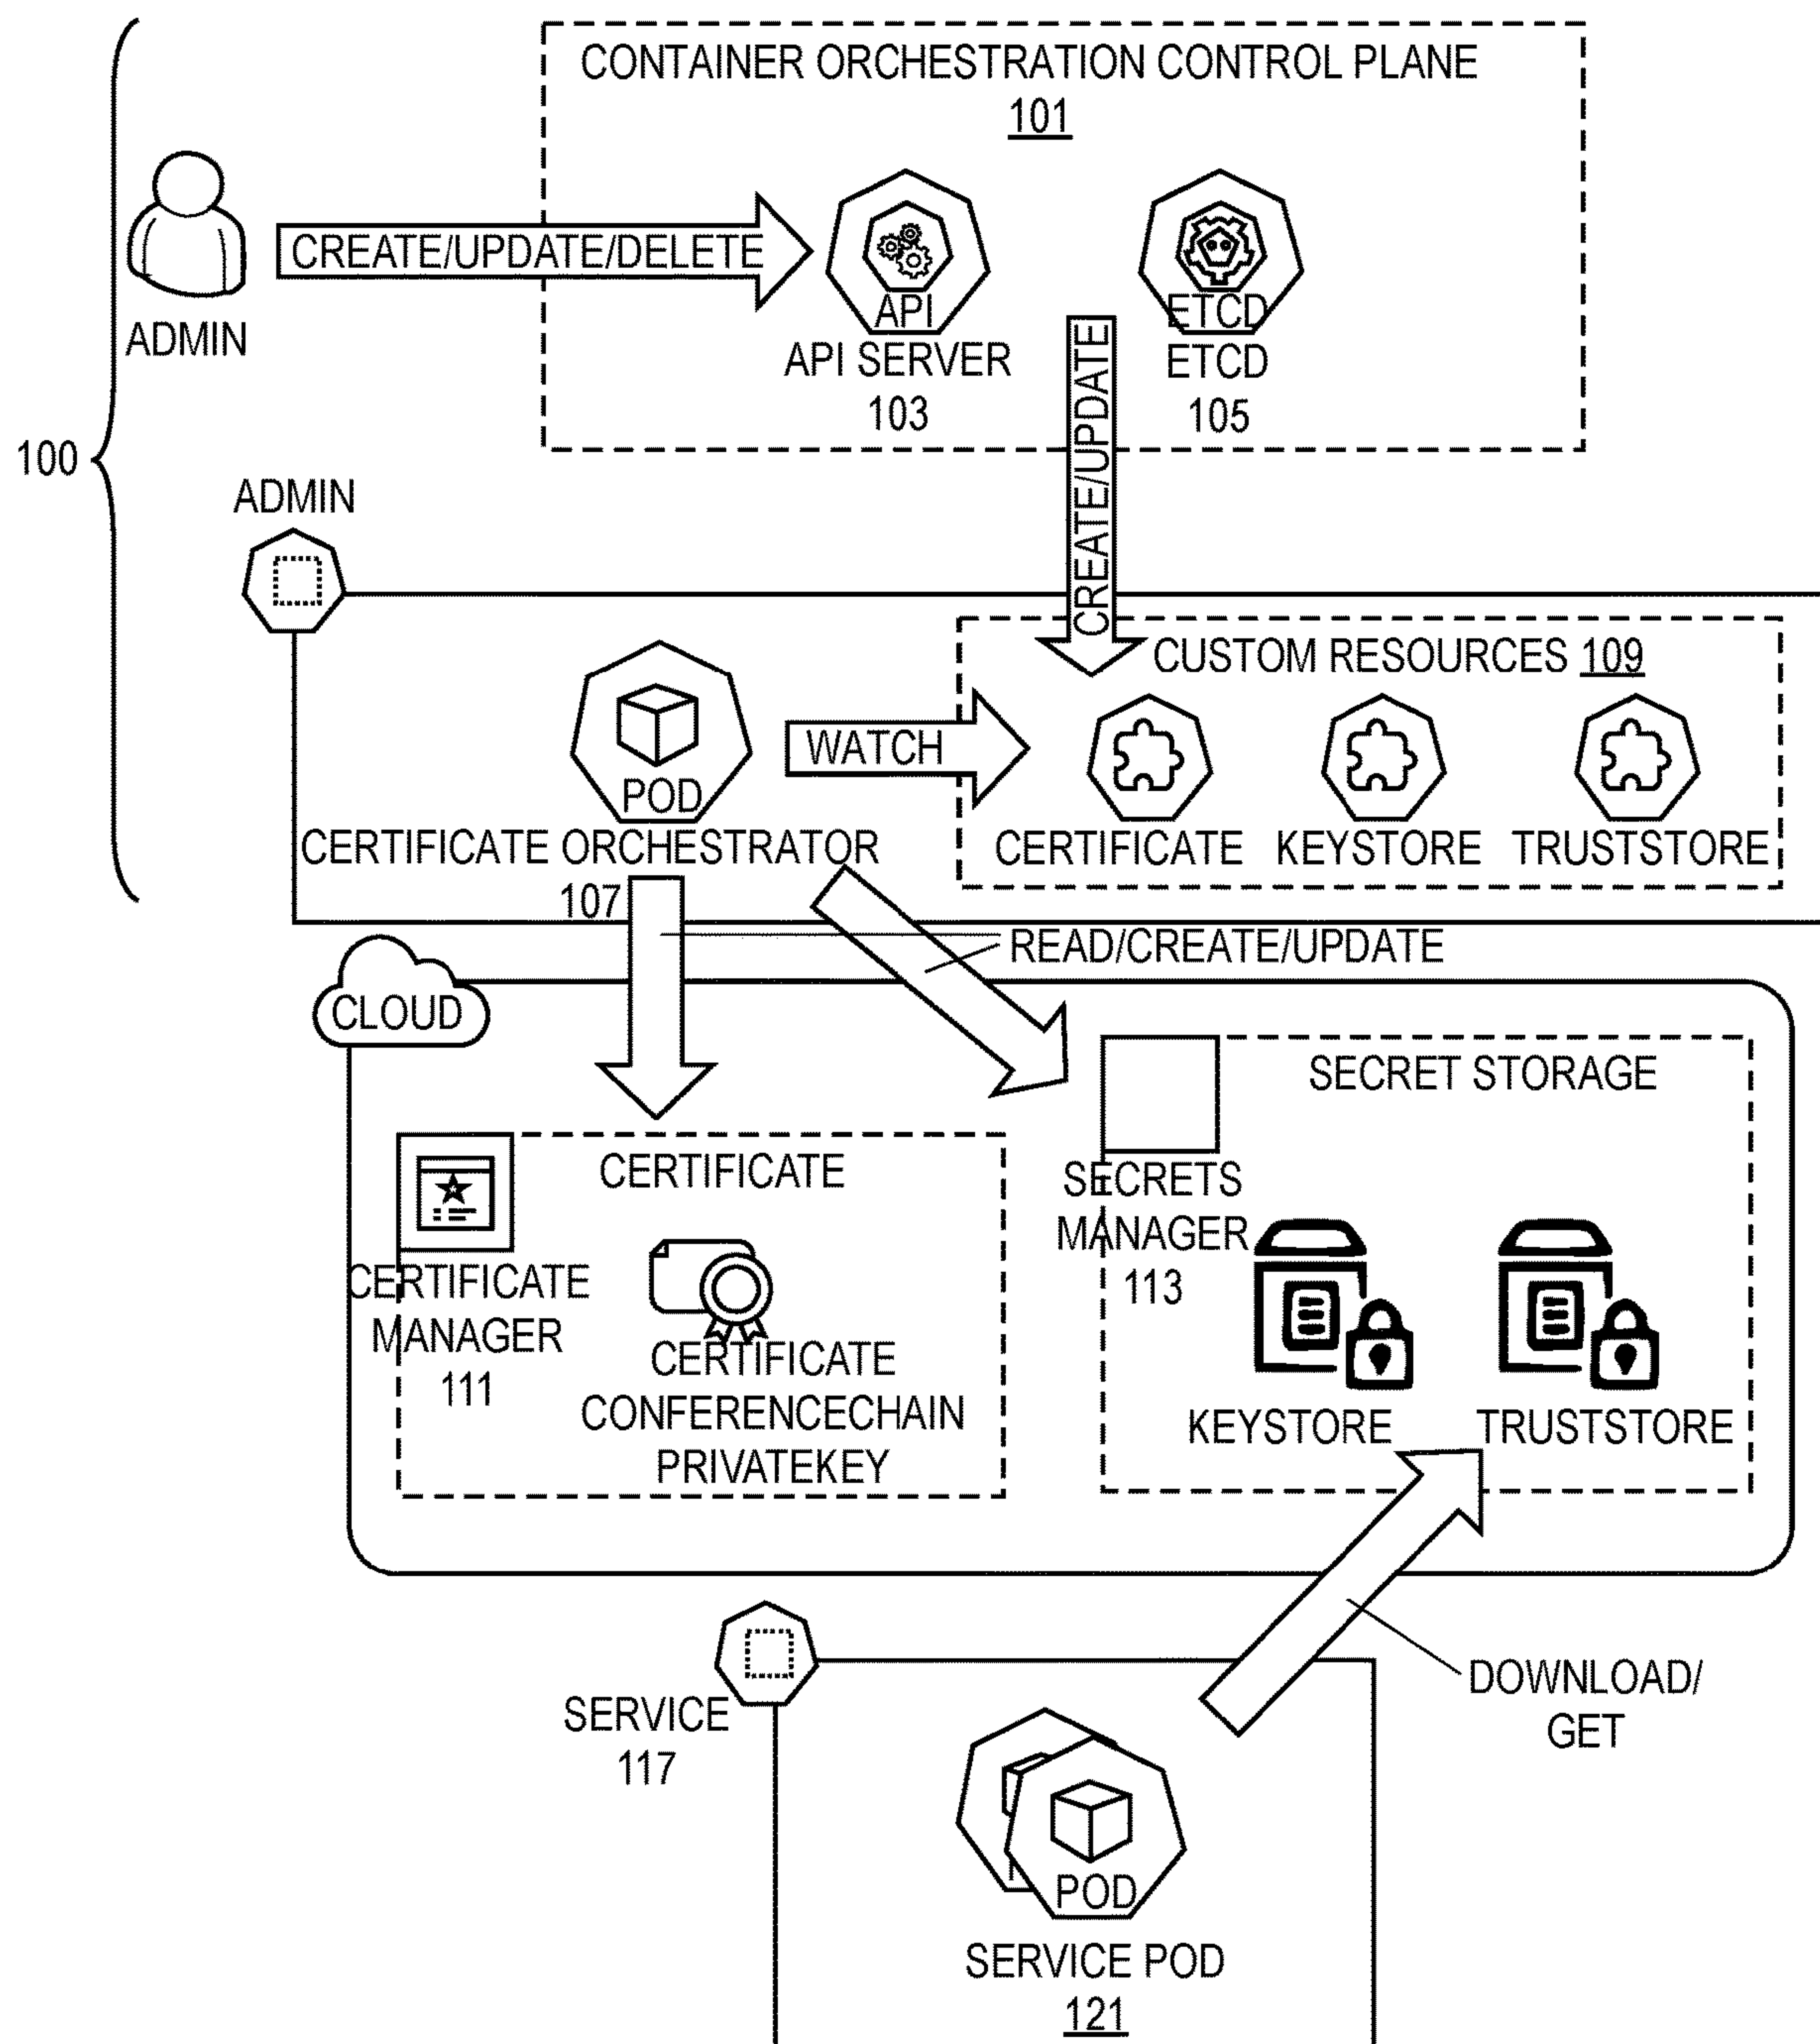 CONTAINER ORCHESTRATION CONTROL PLANE
101
CREATE/UPDATE/DELETE
ADMIN
API
API SERVER
103
ETCD
ETCD
105
CREATE/UPDATE
100
ADMIN
CUSTOM RESOURCES 109
POD
WATCH
CERTIFICATE ORCHESTRATOR
107
CERTIFICATE
KEYSTORE
TRUSTSTORE
READ/CREATE/UPDATE
CLOUD
SECRET STORAGE
CERTIFICATE
SECRETS
MANAGER
113
CERTIFICATE
MANAGER
111
CERTIFICATE
CONFERENCECHAIN
PRIVATEKEY
KEYSTORE
TRUSTSTORE
DOWNLOAD/
GET
SERVICE
117
POD
SERVICE POD
121